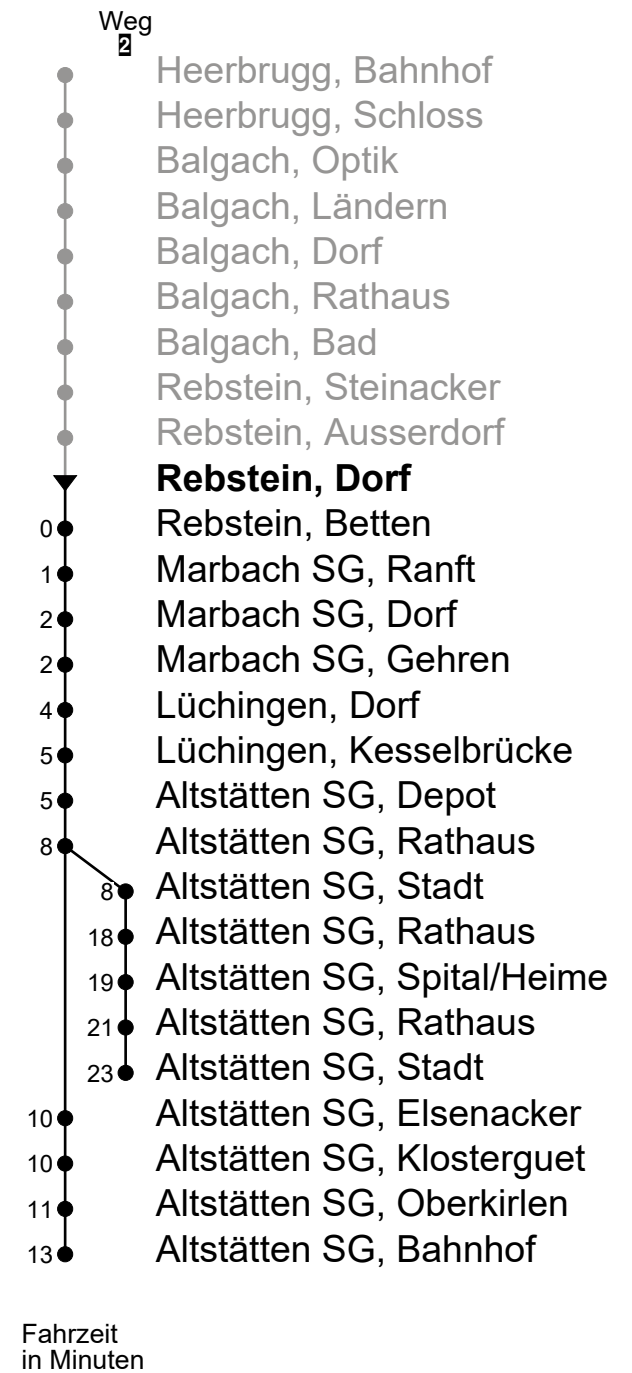 Weg
2
Heerbrugg, Bahnhof
Heerbrugg, Schloss
Balgach, Optik
Balgach, Ländern
Balgach, Dorf
Balgach, Rathaus
Balgach, Bad
Rebstein, Steinacker
Rebstein, Ausserdorf
Rebstein, Dorf
0 Rebstein, Betten
1 Marbach SG, Ranft
2 Marbach SG, Dorf
2 Marbach SG, Gehren
4 Lüchingen, Dorf
5 Lüchingen, Kesselbrücke
5 Altstätten SG, Depot
8 Altstätten SG, Rathaus
8 Altstätten SG, Stadt
18 Altstätten SG, Rathaus
19 Altstätten SG, Spital/Heime
21 Altstätten SG, Rathaus
23 Altstätten SG, Stadt
10 Altstätten SG, Elsenacker
10 Altstätten SG, Klosterguet
11 Altstätten SG, Oberkirlen
13 Altstätten SG, Bahnhof
Fahrzeit
in Minuten